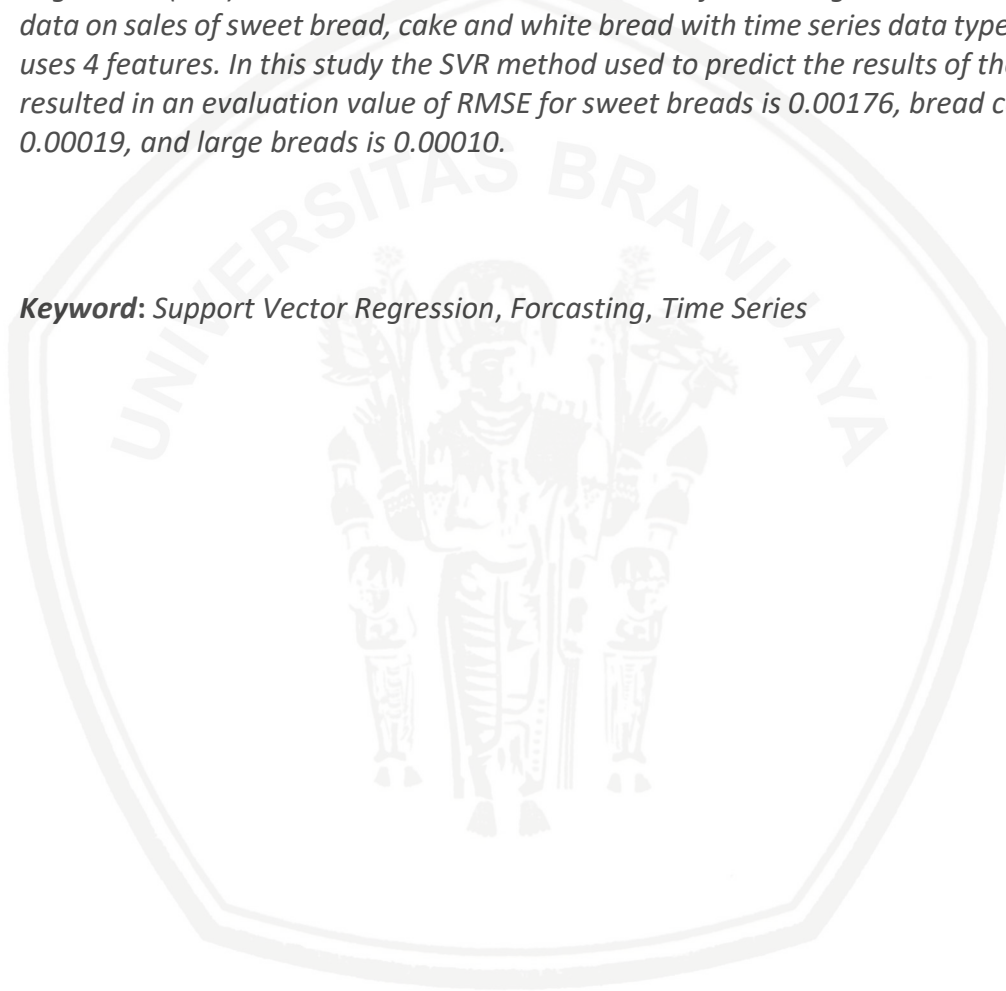 data on sales of sweet bread, cake and white bread with time series data type
uses 4 features. In this study the SVR method used to predict the results of
resulted in an evaluation value of RMSE for sweet breads is 0.00176, bread
0.00019, and large breads is 0.00010.
UNIVERSITAS BRAWIJAYA
Keyword: Support Vector Regression, Forcasting, Time Series